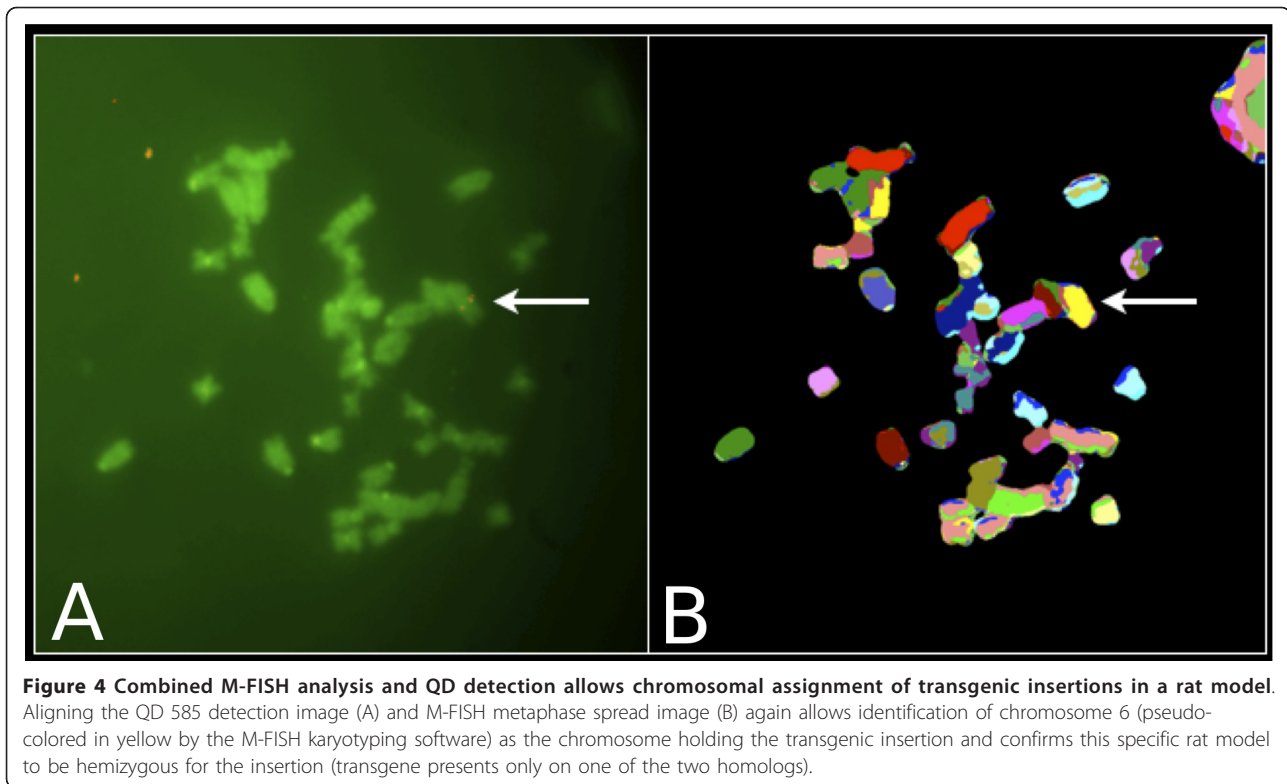 A
B
Figure 4 Combined M-FISH analysis and QD detection allows chromosomal assignment of transgenic insertions in a rat model.
Aligning the QD 585 detection image (A) and M-FISH metaphase spread image (B) again allows identification of chromosome 6 (pseudo-
colored in yellow by the M-FISH karyotyping software) as the chromosome holding the transgenic insertion and confirms this specific rat model
to be hemizygous for the insertion (transgene presents only on one of the two homologs).